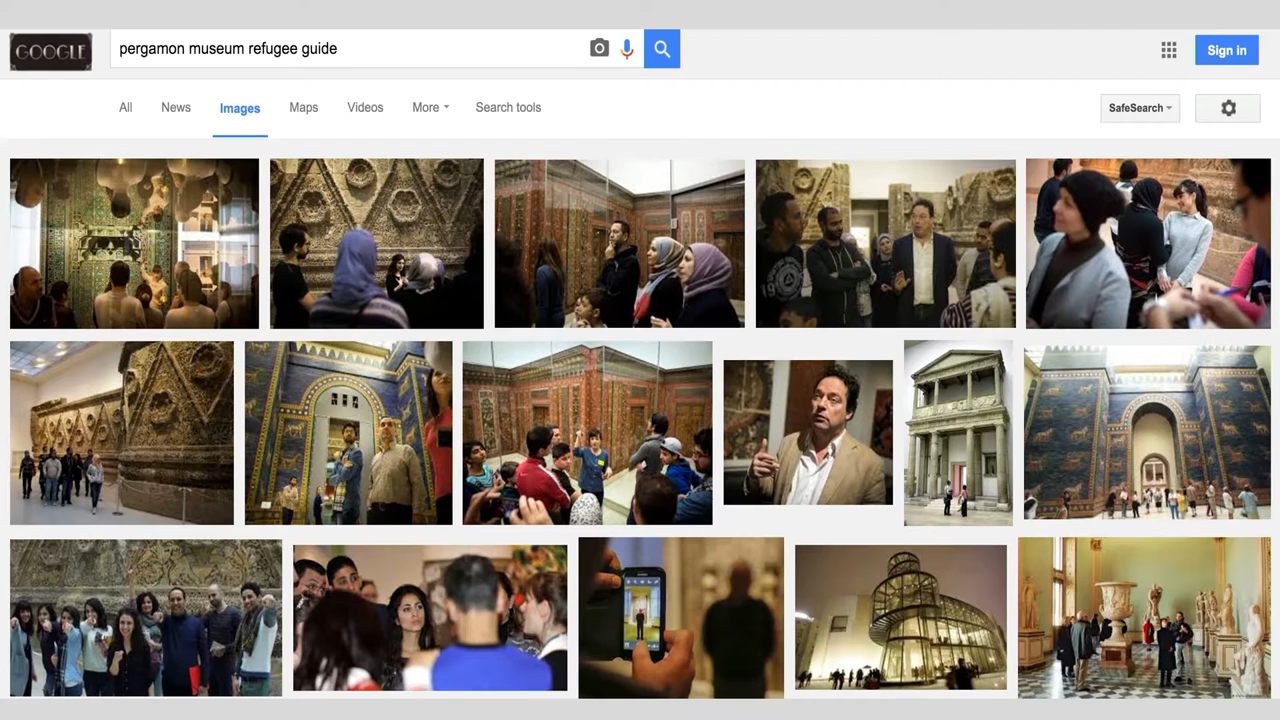 GOOGLE
pergamon museum refugee guide
Sign in
All News Images Maps Videos More Search tools
SafeSearch